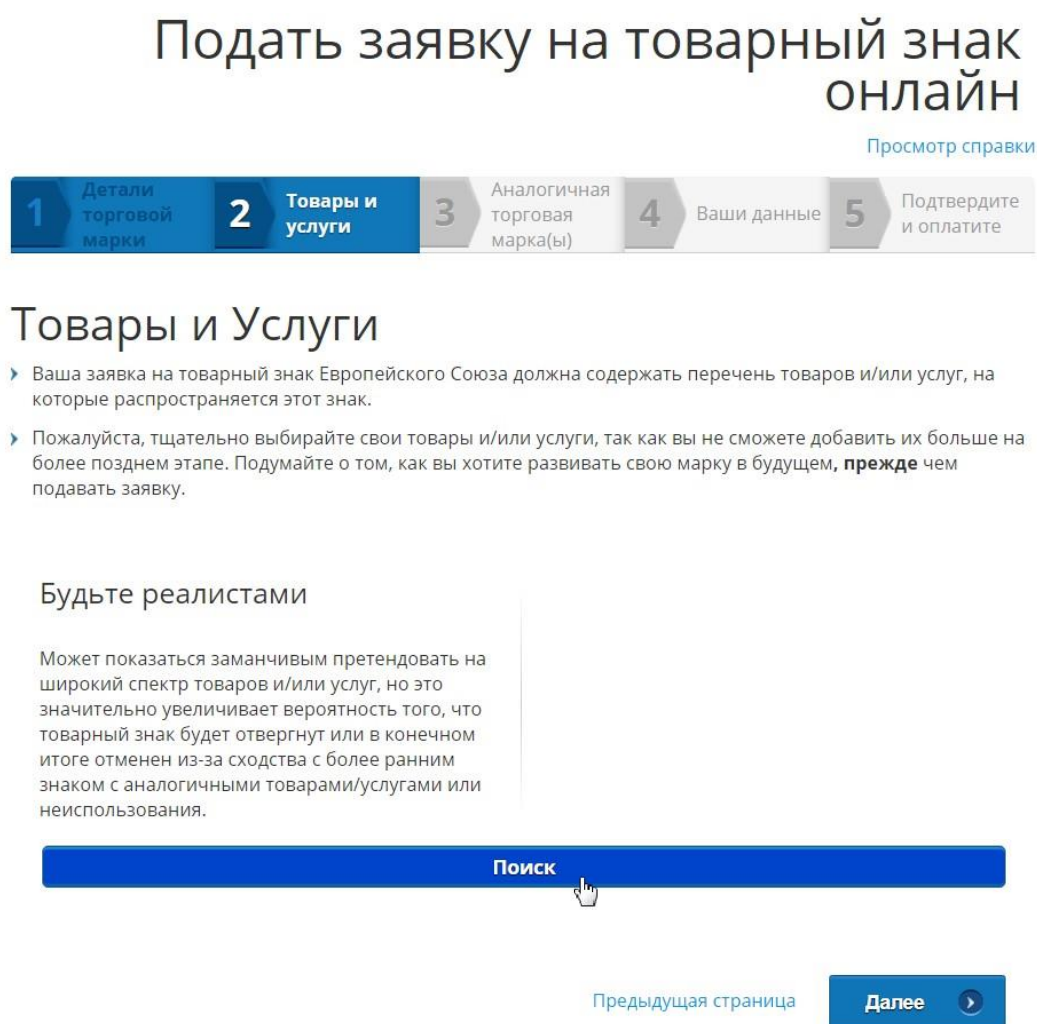 Подать заявку на товарный знак
онлайн
Просмотр справки
1 Детали
торговой
марки
2 Товары и
услуги
3 Аналогичная
торговая
марка(ы)
4 Ваши данные
5 Подтвердите
и оплатите
Товары и Услуги
Ваша заявка на товарный знак Европейского Союза должна содержать перечень товаров и/или услуг, на
которые распространяется этот знак.
Пожалуйста, тщательно выбирайте свои товары и/или услуги, так как вы не сможете добавить их больше на
более позднем этапе. Подумайте о том, как вы хотите развивать свою марку в будущем, прежде чем
подавать заявку.
Будьте реалистами
Может показаться заманчивым претендовать на
широкий спектр товаров и/или услуг, но это
значительно увеличивает вероятность того, что
товарный знак будет отвергнут или в конечном
итоге отменен из-за сходства с более ранним
знаком с аналогичными товарами/услугами или
неиспользования.
Поиск
Предыдущая страница
Далее